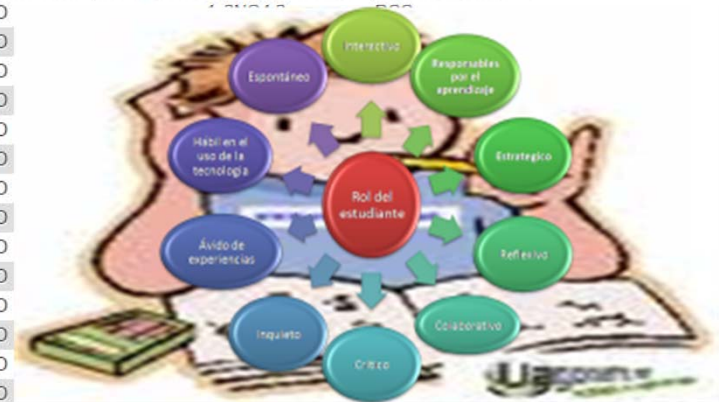 Interactivo
Responsables
por el
aprendizaje
Estrategico
Reflexivo
Colaborativo
Crítico
Inquieto
Ávido de
experiencias
Hábil en el
uso de la
tecnología
Espontáneo
Rol del
estudiante